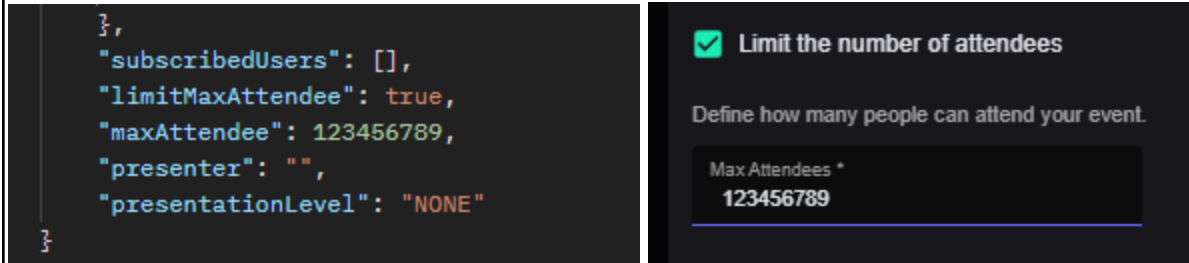 },
"subscribedUsers": [],
"limitMaxAttendee": true,
"maxAttendee": 123456789,
"presenter": "",
"presentationLevel": "NONE"
}
Limit the number of attendees
Define how many people can attend your event.
Max Attendees *
123456789